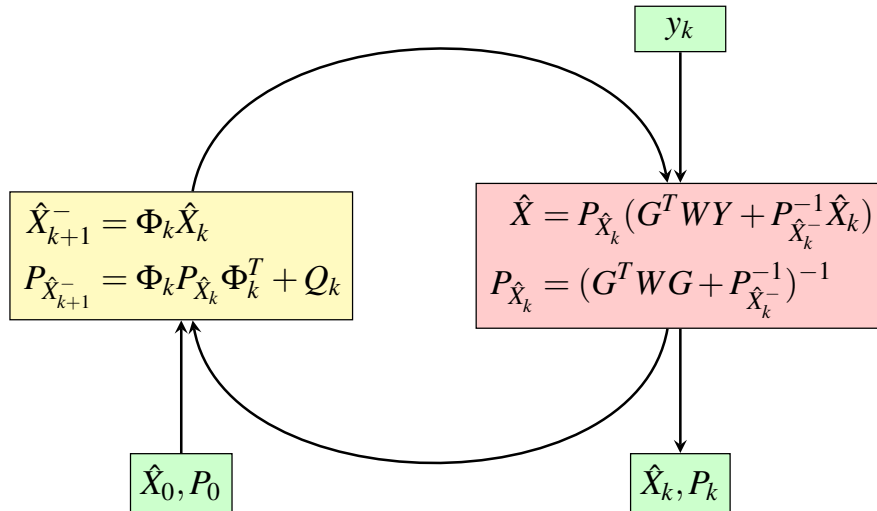 $y_k$
$\hat{X}_{k+1}^{-} = \Phi_k \hat{X}_k$
$P_{\hat{X}_{k+1}^{-}} = \Phi_k P_{\hat{X}_k} \Phi_k^T + Q_k$
$\hat{X} = P_{\hat{X}_k} (G^T W Y + P_{\hat{X}_k^{-}}^{-1} \hat{X}_k)$
$P_{\hat{X}_k} = (G^T W G + P_{\hat{X}_k^{-}}^{-1})^{-1}$
$\hat{X}_0, P_0$
$\hat{X}_k, P_k$